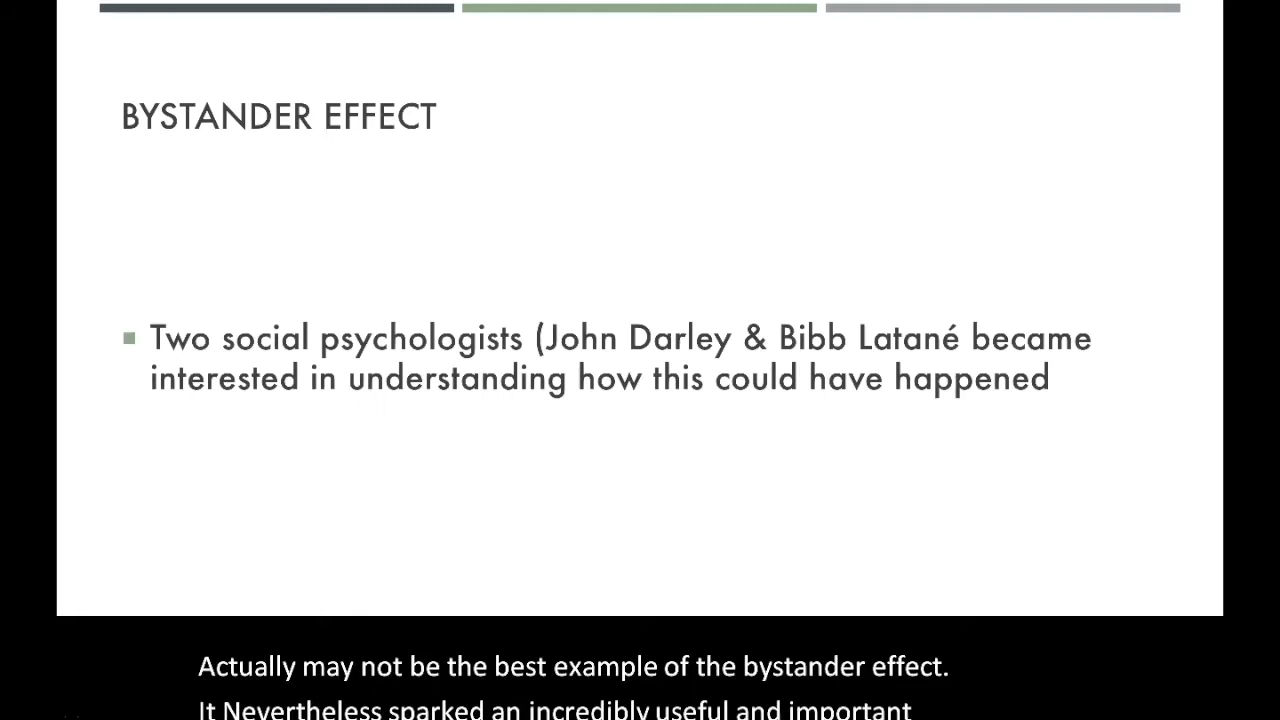 BYSTANDER EFFECT
Two social psychologists (John Darley & Bibb Latané became
interested in understanding how this could have happened
Actually may not be the best example of the bystander effect.
It Nevertheless sparked an incredibly useful and important